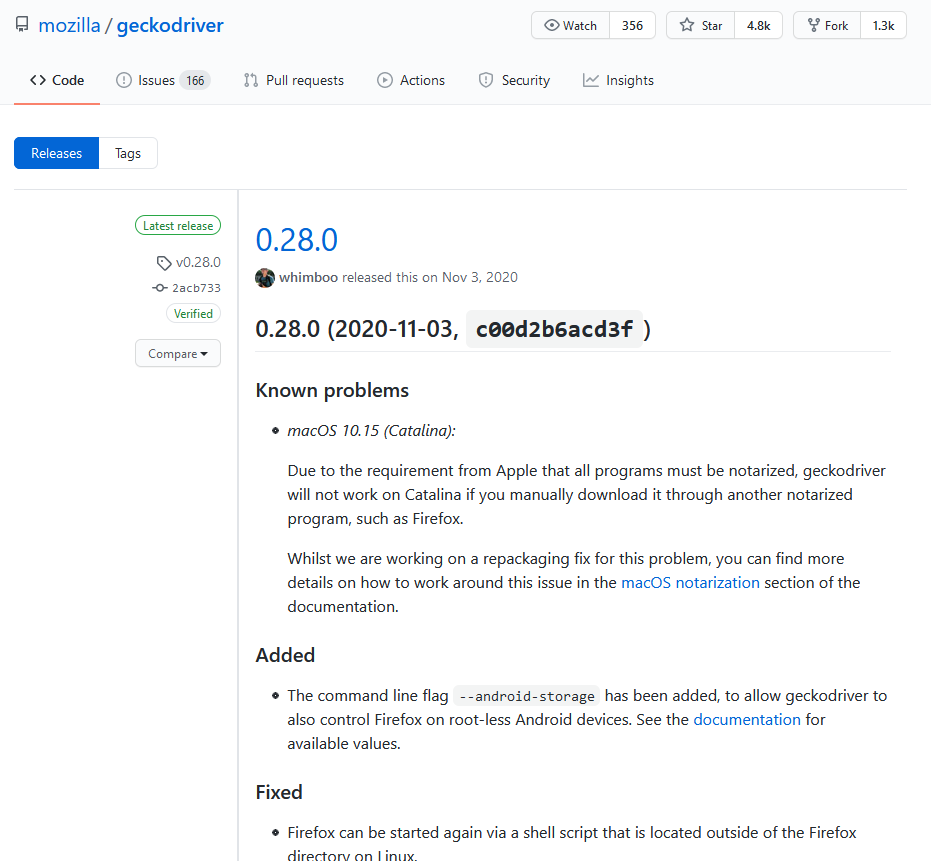 mozilla / geckodriver
Watch 356 Star 4.8k Fork 1.3k
Code Issues 166 Pull requests Actions Security Insights
Releases Tags
Latest release
v0.28.0
2acb733
Verified
Compare
0.28.0
whimboo released this on Nov 3, 2020
0.28.0 (2020-11-03, c00d2b6acd3f )
Known problems
macOS 10.15 (Catalina):
Due to the requirement from Apple that all programs must be notarized, geckodriver
will not work on Catalina if you manually download it through another notarized
program, such as Firefox.
Whilst we are working on a repackaging fix for this problem, you can find more
details on how to work around this issue in the macOS notarization section of the
documentation.
Added
The command line flag --android-storage has been added, to allow geckodriver to
also control Firefox on root-less Android devices. See the documentation for
available values.
Fixed
Firefox can be started again via a shell script that is located outside of the Firefox
directory on Linux.